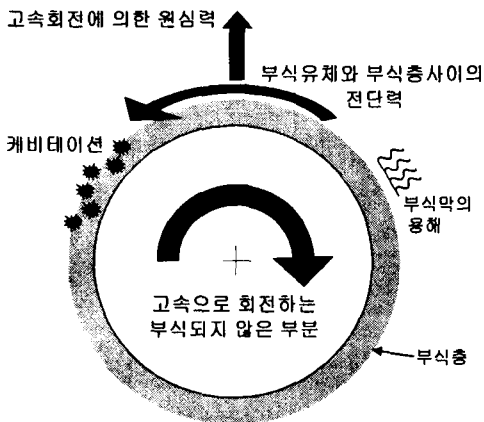 고속회전에 의한 원심력
부식유체와 부식층사이의
전단력
케비테이션
부식막의
용해
고속으로 회전하는
부식되지 않은 부분
부식층